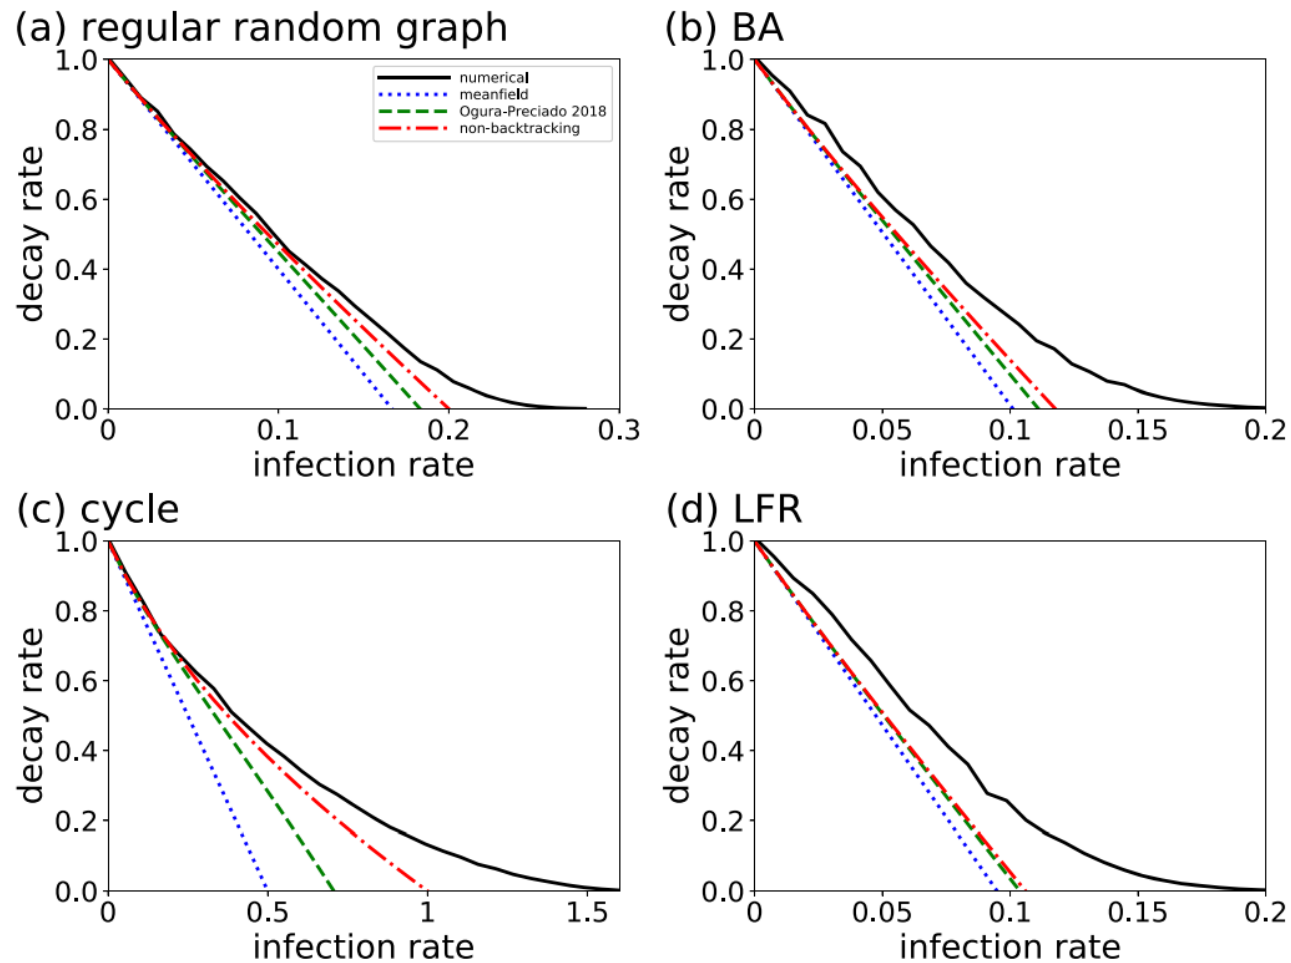 (a) regular random graph
1.0
0.8
0.6
0.4
0.2
0.0
decay rate
numerical
meanfield
Ogura-Preciado 2018
non-backtracking
0
0.1
0.2
0.3
infection rate
(b) BA
1.0
0.8
0.6
0.4
0.2
0.0
decay rate
0
0.05
0.1
0.15
0.2
infection rate
(c) cycle
1.0
0.8
0.6
0.4
0.2
0.0
decay rate
0
0.5
1
1.5
infection rate
(d) LFR
1.0
0.8
0.6
0.4
0.2
0.0
decay rate
0
0.05
0.1
0.15
0.2
infection rate